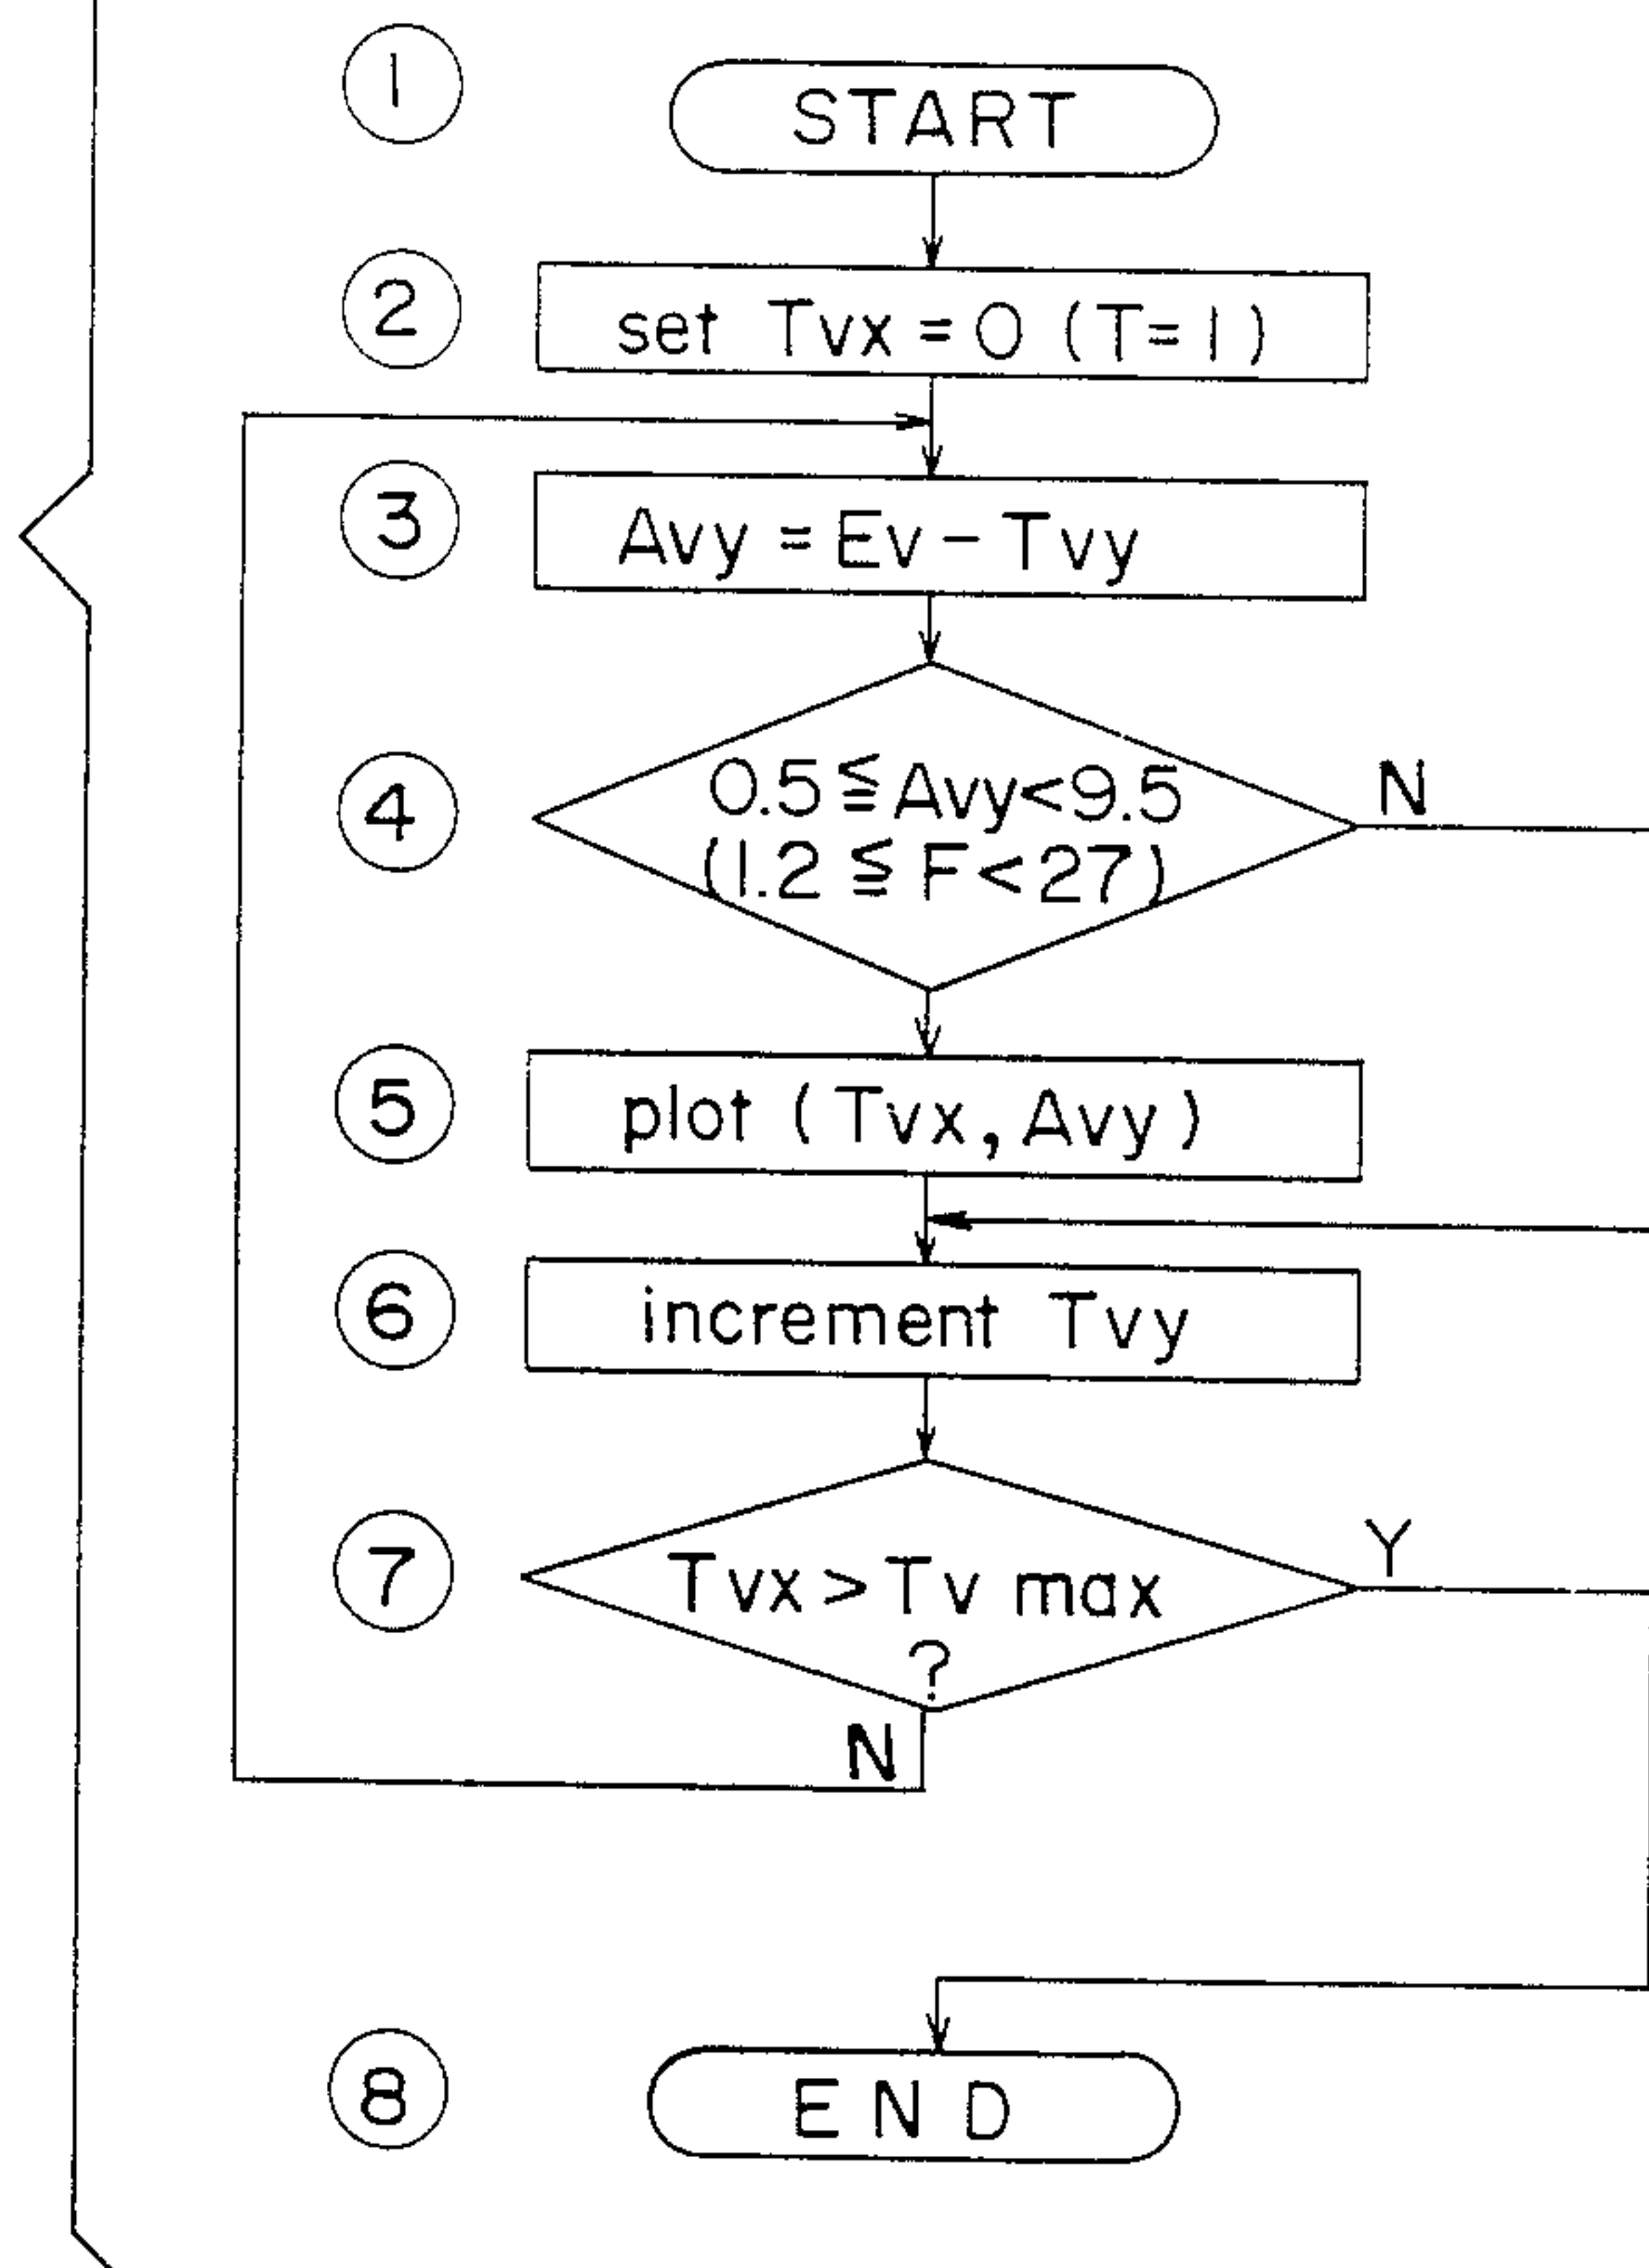 1
START
2
set Tvx = 0 (T=1)
3
Avy = Ev - Tvy
4
0.5 ≦ Avy < 9.5
(1.2 ≦ F < 27)
N
5
plot (Tvx, Avy)
6
increment Tvy
7
Tvx > Tv max
?
Y
N
8
END